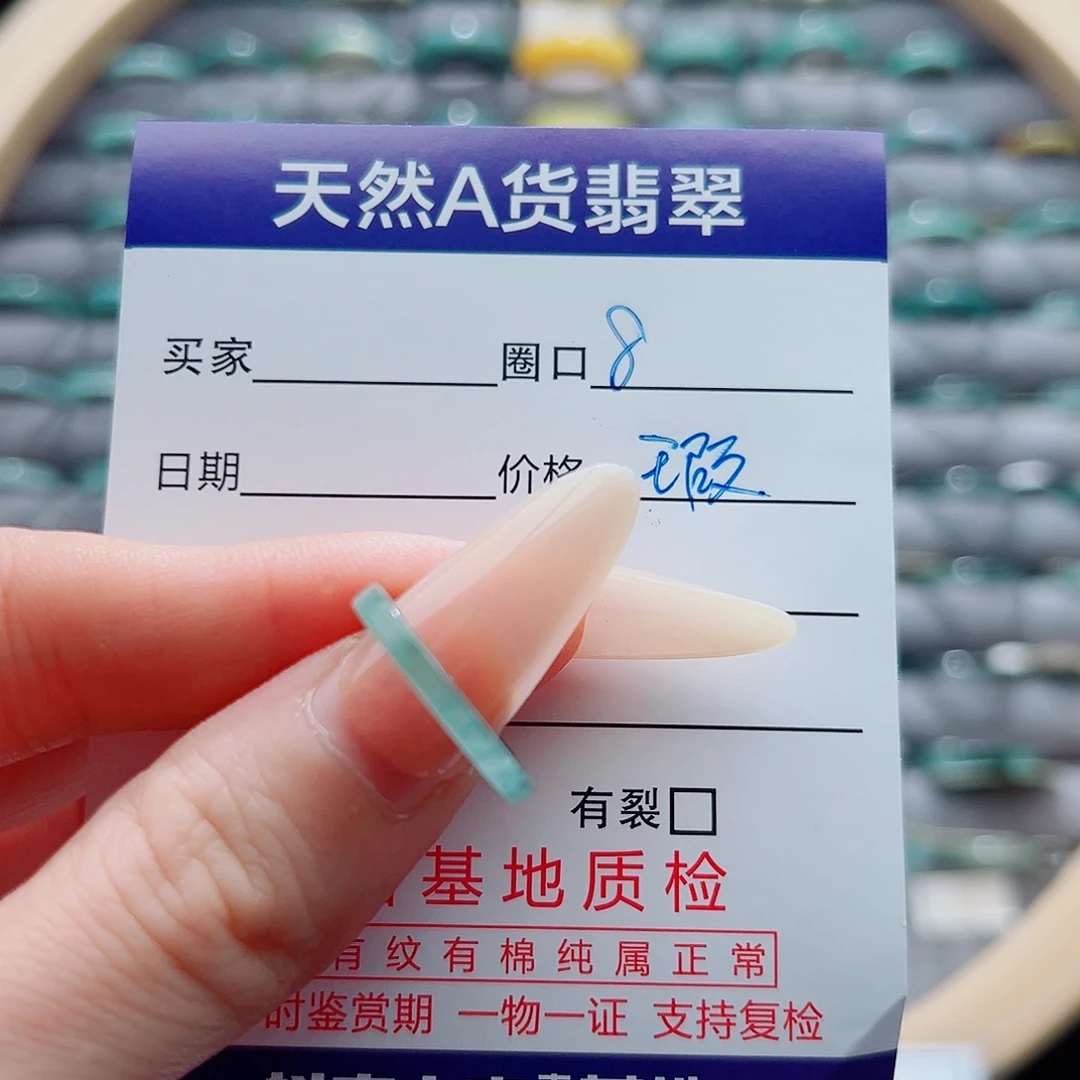 天然A货翡翠
买家 圈口 8
日期 价格 瑕
有裂
基地质检
有纹有棉纯属正常
时鉴赏期 一物一证 支持复检